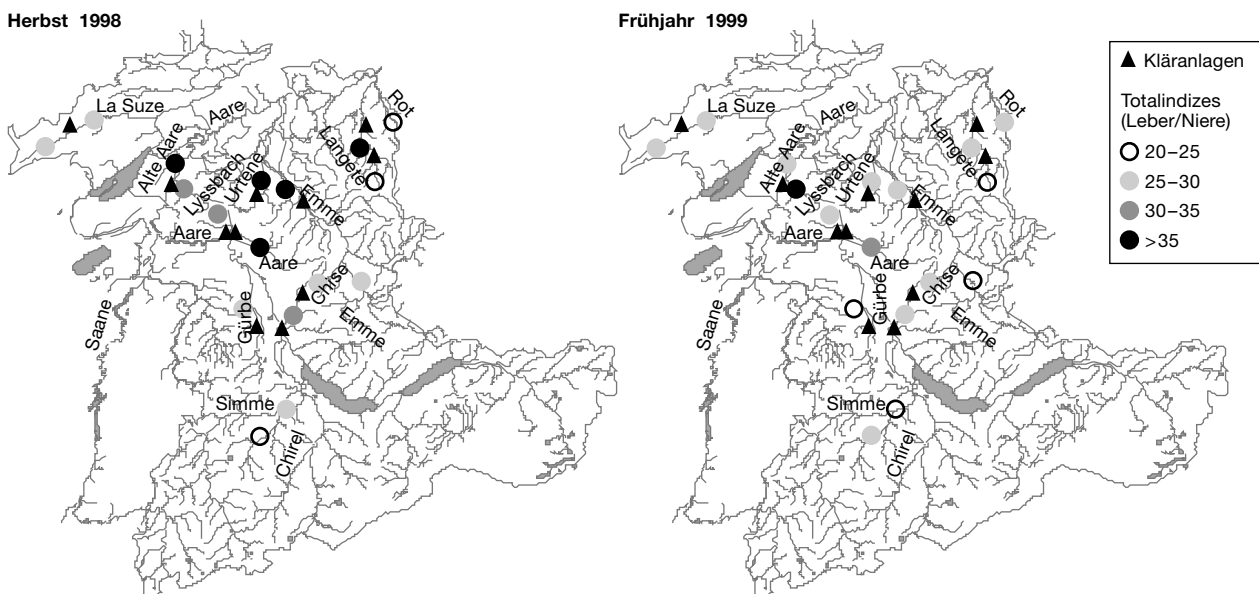 Herbst 1998
La Suze
Aare
Rot
Alte Aare
Langete
Lyssbach
Urtene
Emme
Aare
Aare
Chise
Gürbe
Emme
Saane
Simme
Chirel
Frühjahr 1999
La Suze
Aare
Rot
Alte Aare
Langete
Lyssbach
Urtene
Emme
Aare
Aare
Chise
Gürbe
Emme
Saane
Simme
Chirel
Kläranlagen
Totalindizes
(Leber/Niere)
20–25
25–30
30–35
>35